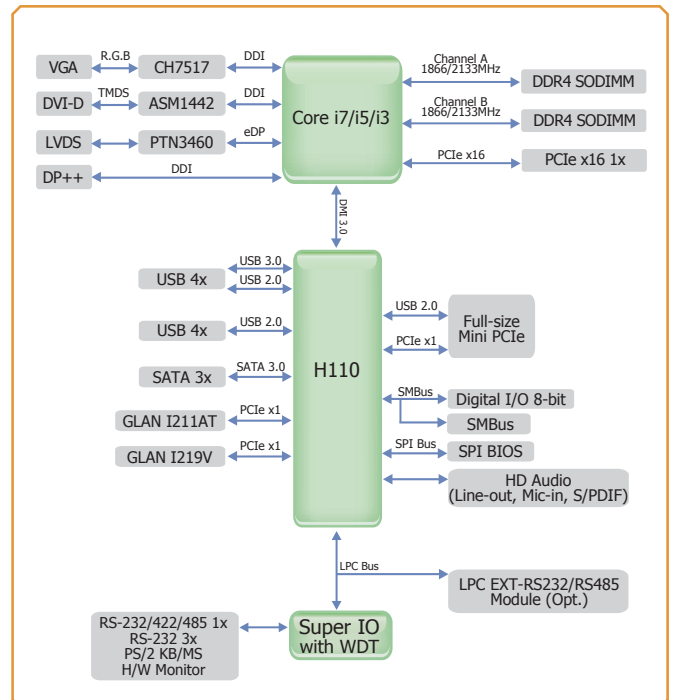 VGA
R.G.B
CH7517
DDI
DVI-D
TMDS
ASM1442
DDI
LVDS
PTN3460
eDP
DP++
DDI
Core i7/i5/i3
Channel A
1866/2133MHz
DDR4 SODIMM
Channel B
1866/2133MHz
DDR4 SODIMM
PCIe x16
PCIe x16 1x
DMI 3.0
USB 4x
USB 3.0
USB 2.0
USB 4x
USB 2.0
SATA 3x
SATA 3.0
GLAN I211AT
PCIe x1
GLAN I219V
PCIe x1
H110
USB 2.0
PCIe x1
Full-size
Mini PCIe
SMBus
Digital I/O 8-bit
SMBus
SPI Bus
SPI BIOS
HD Audio
(Line-out, Mic-in, S/PDIF)
LPC Bus
LPC EXT-RS232/RS485
Module (Opt.)
RS-232/422/485 1x
RS-232 3x
PS/2 KB/MS
H/W Monitor
Super IO
with WDT